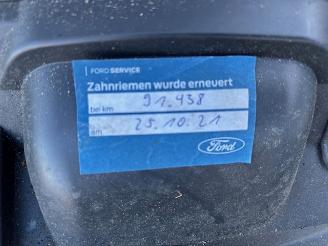 FORD SERVICE
Zahnriemen wurde erneuert
bei km 91.438
am 25.10.21
Ford